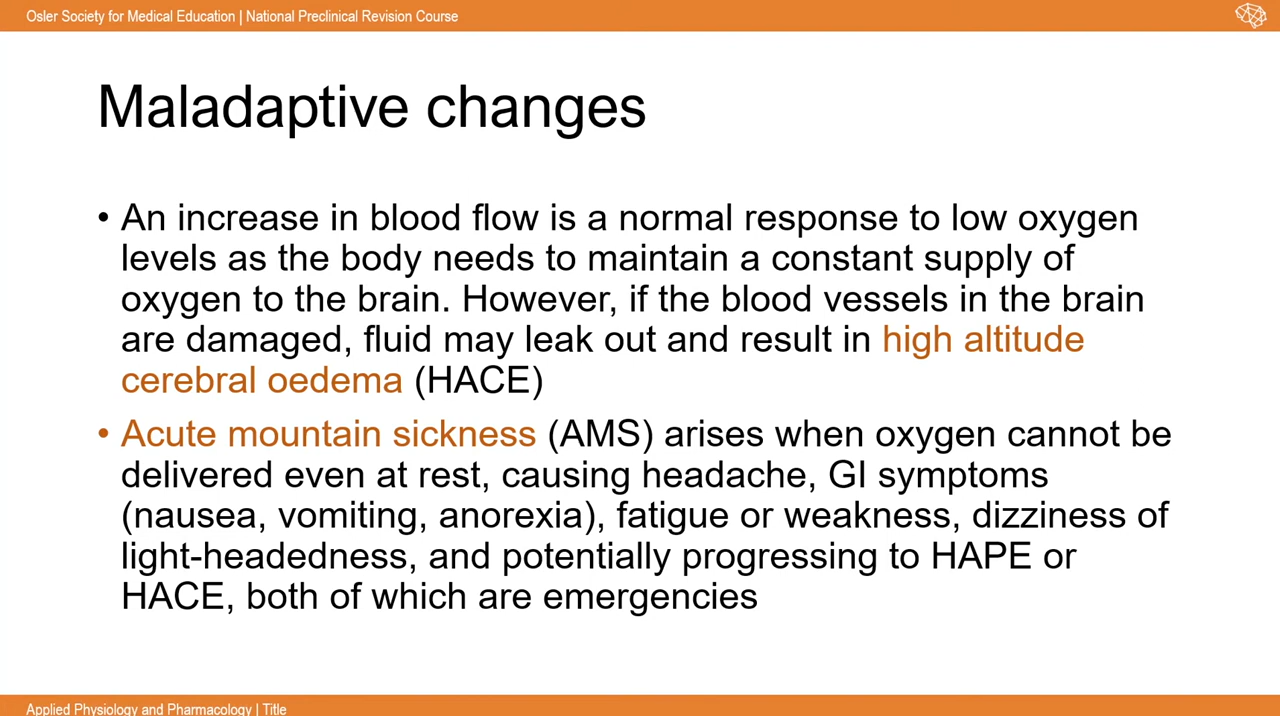 Osler Society for Medical Education | National Preclinical Revision Course
Maladaptive changes
• An increase in blood flow is a normal response to low oxygen
levels as the body needs to maintain a constant supply of
oxygen to the brain. However, if the blood vessels in the brain
are damaged, fluid may leak out and result in high altitude
cerebral oedema (HACE)
• Acute mountain sickness (AMS) arises when oxygen cannot be
delivered even at rest, causing headache, GI symptoms
(nausea, vomiting, anorexia), fatigue or weakness, dizziness of
light-headedness, and potentially progressing to HAPE or
HACE, both of which are emergencies
Applied Physiology and Pharmacology | Title